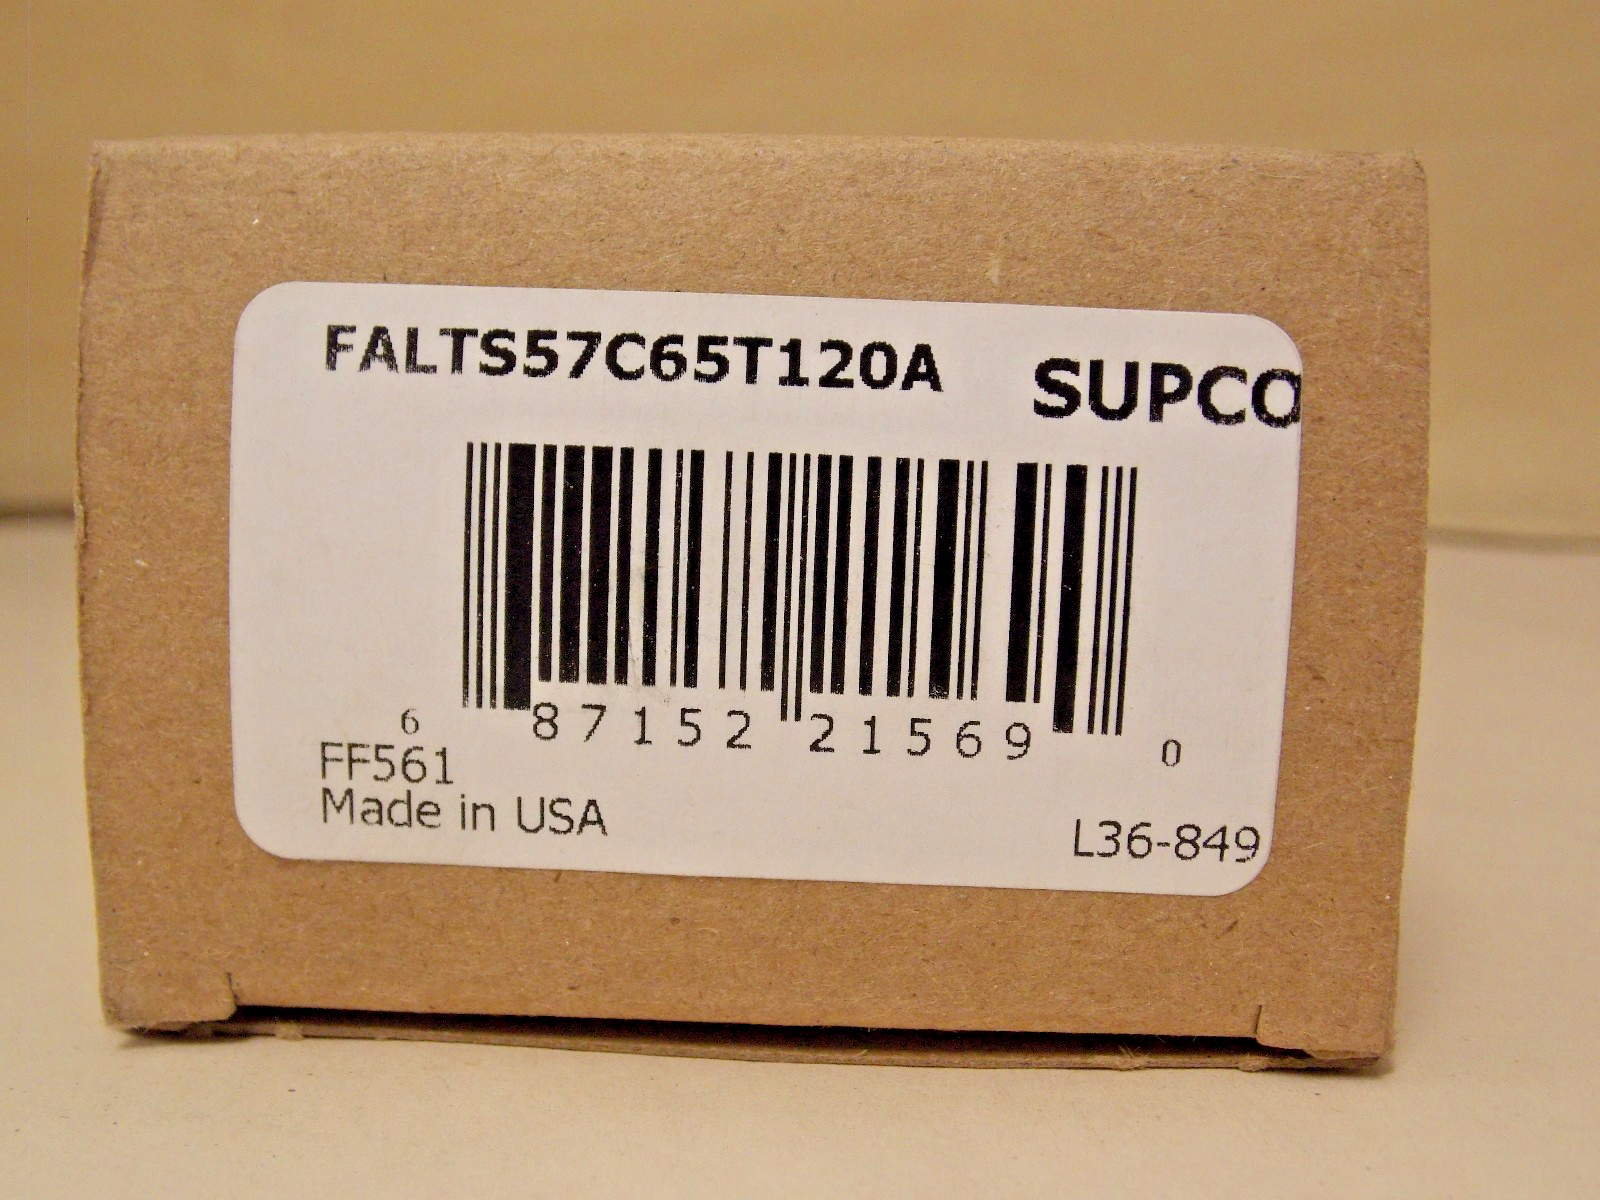 FALTS57C65T120A SUPCO
6 87152 21569 0
FF561
Made in USA
L36-849